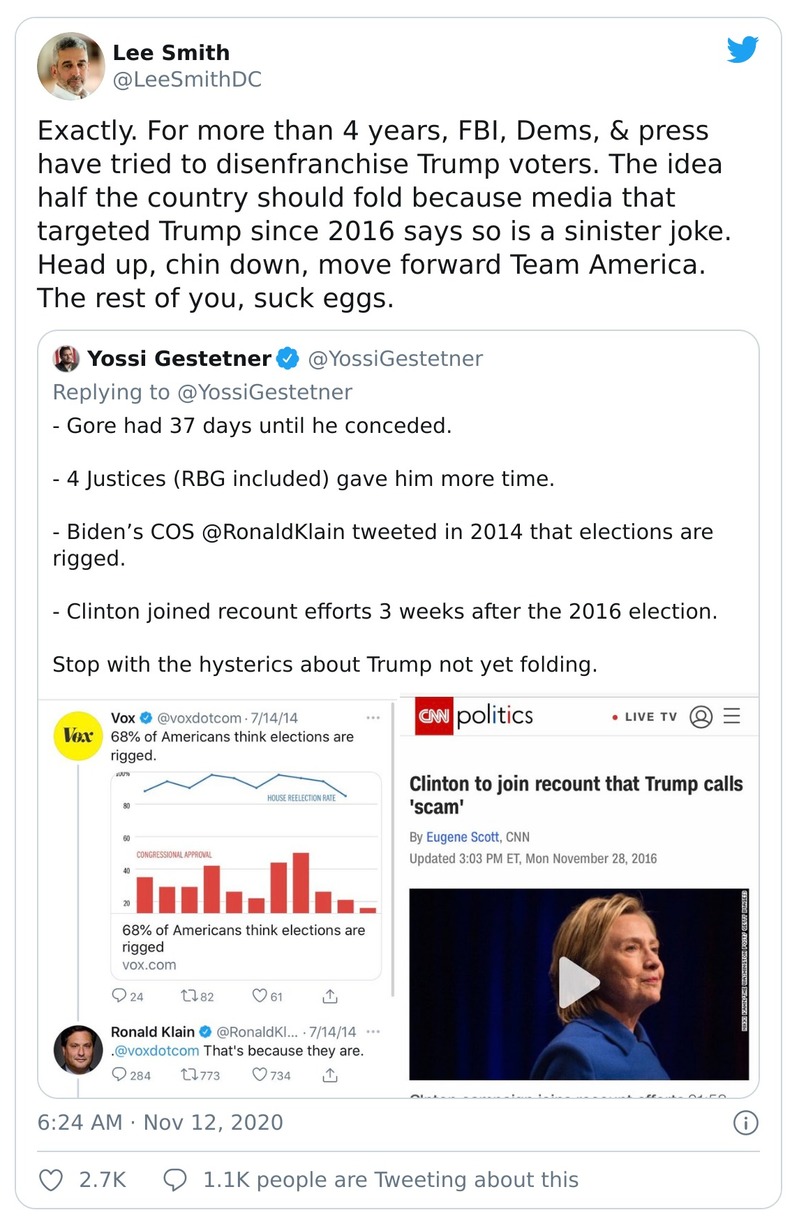 Lee Smith
@LeeSmithDC
Exactly. For more than 4 years, FBI, Dems, & press
have tried to disenfranchise Trump voters. The idea
half the country should fold because media that
targeted Trump since 2016 says so is a sinister joke.
Head up, chin down, move forward Team America.
The rest of you, suck eggs.
Yossi Gestetner @YossiGestetner
Replying to @YossiGestetner
- Gore had 37 days until he conceded.
- 4 Justices (RBG included) gave him more time.
- Biden’s COS @RonaldKlain tweeted in 2014 that elections are
rigged.
- Clinton joined recount efforts 3 weeks after the 2016 election.
Stop with the hysterics about Trump not yet folding.
Vox
Vox @voxdotcom · 7/14/14 ...
68% of Americans think elections are
rigged.
100%
HOUSE REELECTION RATE
80
60
CONGRESSIONAL APPROVAL
40
20
68% of Americans think elections are
rigged
vox.com
24 82 61
Ronald Klain @RonaldKl... · 7/14/14 ...
.@voxdotcom That's because they are.
284 773 734
CNN politics
• LIVE TV
Clinton to join recount that Trump calls
'scam'
By Eugene Scott, CNN
Updated 3:03 PM ET, Mon November 28, 2016
6:24 AM · Nov 12, 2020
2.7K 1.1K people are Tweeting about this